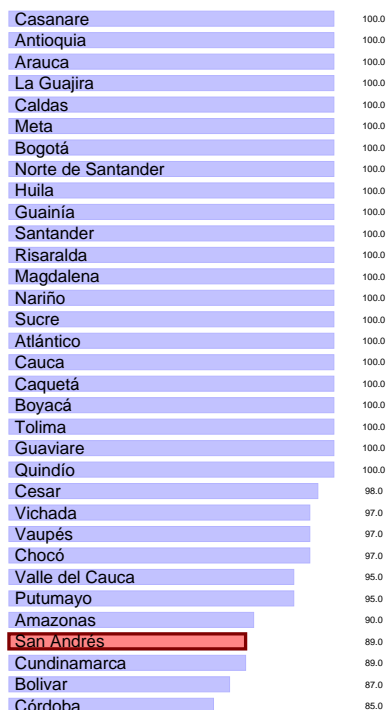 Casanare 100.0
Antioquia 100.0
Arauca 100.0
La Guajira 100.0
Caldas 100.0
Meta 100.0
Bogotá 100.0
Norte de Santander 100.0
Huila 100.0
Guainía 100.0
Santander 100.0
Risaralda 100.0
Magdalena 100.0
Nariño 100.0
Sucre 100.0
Atlántico 100.0
Cauca 100.0
Caquetá 100.0
Boyacá 100.0
Tolima 100.0
Guaviare 100.0
Quindío 100.0
Cesar 98.0
Vichada 97.0
Vaupés 97.0
Chocó 97.0
Valle del Cauca 95.0
Putumayo 95.0
Amazonas 90.0
San Andrés 89.0
Cundinamarca 89.0
Bolivar 87.0
Córdoba 85.0